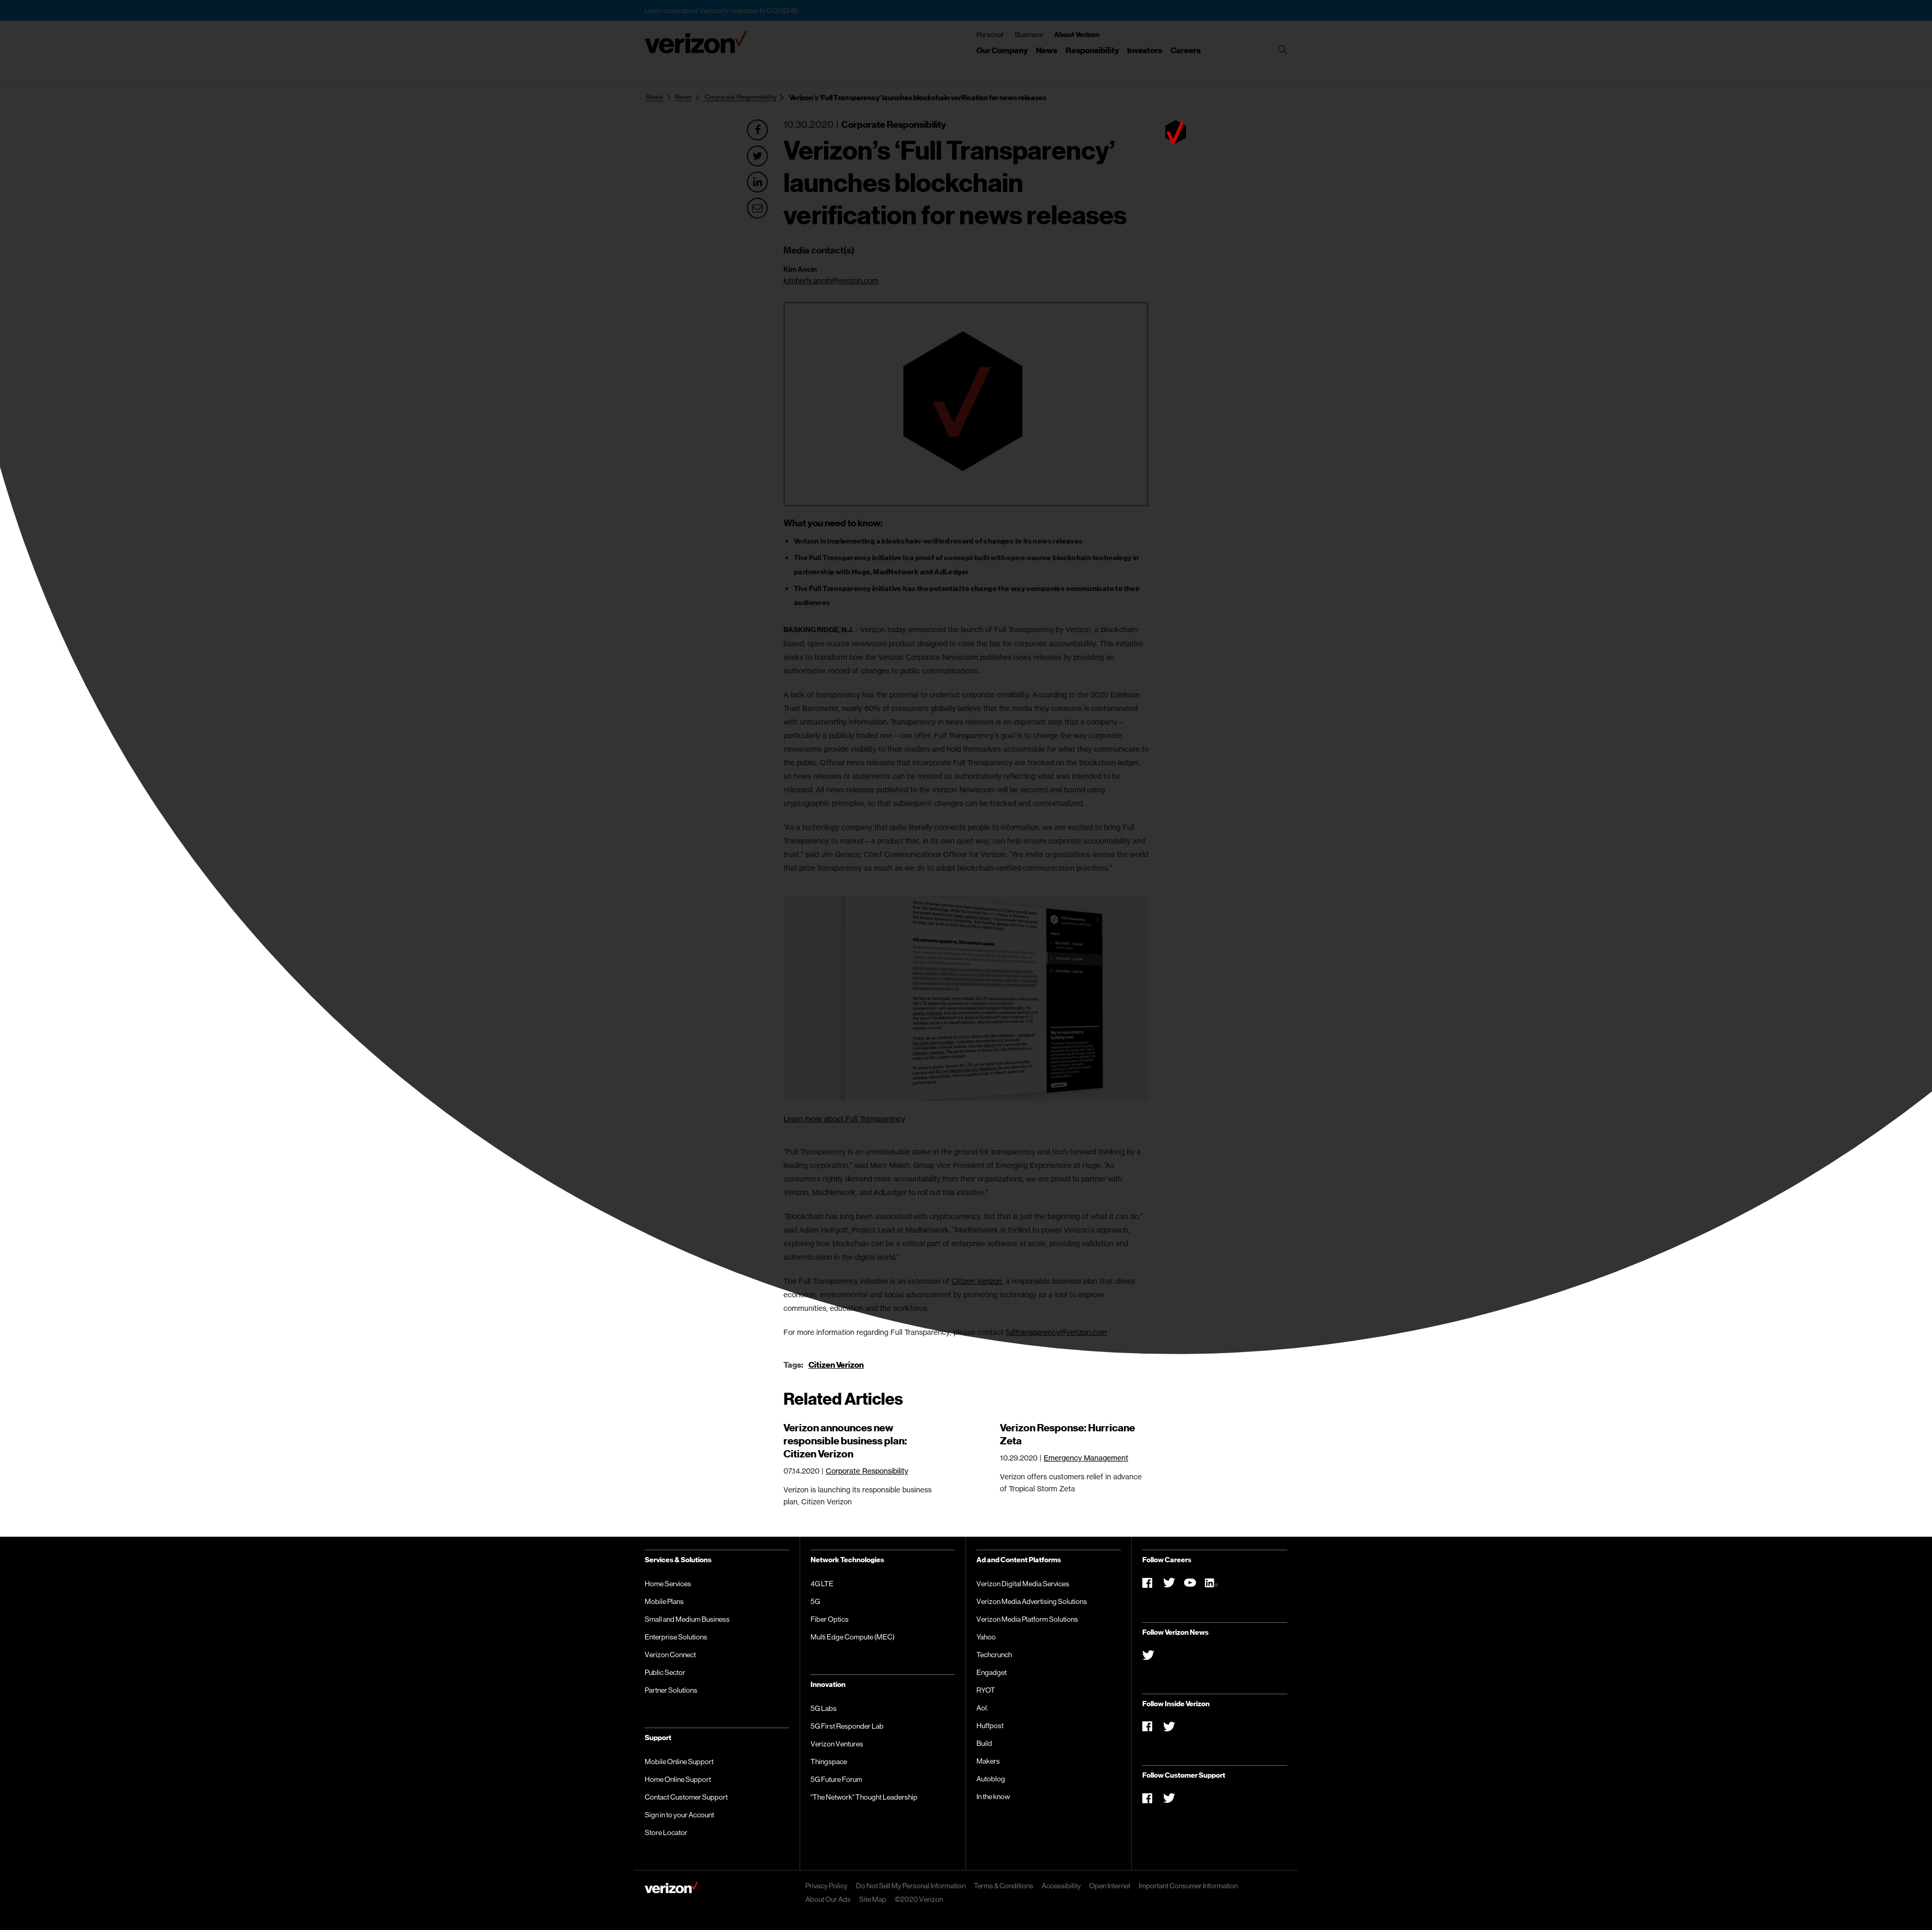 Learn more about Verizon's response to COVID-19
verizon
Personal Business About Verizon
Our Company News Responsibility Investors Careers
About > News > Corporate Responsibility > Verizon's 'Full Transparency' launches blockchain verification for news releases
10.30.2020 | Corporate Responsibility
Verizon’s ‘Full Transparency’
launches blockchain
verification for news releases
Media contact(s)
Kim Ancin
kimberly.ancin@verizon.com
What you need to know:
• Verizon is implementing a blockchain-verified record of changes to its news releases
• The Full Transparency initiative is a proof of concept built with open-source blockchain technology in
partnership with Huge, MadNetwork and AdLedger
• The Full Transparency initiative has the potential to change the way companies communicate to their
audiences
BASKING RIDGE, N.J. - Verizon today announced the launch of Full Transparency by Verizon, a blockchain-
based, open-source newsroom product designed to raise the bar for corporate accountability. This initiative
seeks to transform how the Verizon Corporate Newsroom publishes news releases by providing an
authoritative record of changes to public communications.
A lack of transparency has the potential to undercut corporate credibility. According to the 2020 Edelman
Trust Barometer, nearly 60% of consumers globally believe that the media they consume is contaminated
with untrustworthy information. Transparency in news releases is an important step that a company –
particularly a publicly traded one – can offer. Full Transparency's goal is to change the way corporate
newsrooms provide visibility to their readers and hold themselves accountable for what they communicate to
the public. Official news releases that incorporate Full Transparency are tracked on the blockchain ledger,
so news releases or statements can be treated as authoritatively reflecting what was intended to be
released. All news releases published to the Verizon Newsroom will be secured and bound using
cryptographic principles, so that subsequent changes can be tracked and contextualized.
"As a technology company that quite literally connects people to information, we are excited to bring Full
Transparency to market—a product that, in its own quiet way, can help ensure corporate accountability and
trust," said Jim Gerace, Chief Communications Officer for Verizon. "We invite organizations across the world
that prize transparency as much as we do to adopt blockchain-verified communication practices."
4G network speed vs. 5G network speed
Learn more about Full Transparency
"Full Transparency is an unmistakable stake in the ground for transparency and tech-forward thinking by a
leading corporation," said Marc Maleh, Group Vice President of Emerging Experiences at Huge. "As
consumers rightly demand more accountability from their organizations, we are proud to partner with
Verizon, MadNetwork, and AdLedger to roll out this initiative."
"Blockchain has long been associated with cryptocurrency, but that is just the beginning of what it can do,"
said Adam Helfgott, Project Lead at MadNetwork. "MadNetwork is thrilled to power Verizon's approach,
exploring how blockchain can be a critical part of enterprise software at scale, providing validation and
authentication in the digital world."
The Full Transparency initiative is an extension of Citizen Verizon, a responsible business plan that drives
economic, environmental and social advancement by promoting technology as a tool to improve
communities, education and the workforce.
For more information regarding Full Transparency, please contact fulltransparency@verizon.com
Tags: Citizen Verizon
Related Articles
Verizon announces new
responsible business plan:
Citizen Verizon
07.14.2020 | Corporate Responsibility
Verizon is launching its responsible business
plan, Citizen Verizon
Verizon Response: Hurricane
Zeta
10.29.2020 | Emergency Management
Verizon offers customers relief in advance
of Tropical Storm Zeta
Services & Solutions
Home Services
Mobile Plans
Small and Medium Business
Enterprise Solutions
Verizon Connect
Public Sector
Partner Solutions
Support
Mobile Online Support
Home Online Support
Contact Customer Support
Sign in to your Account
Store Locator
Network Technologies
4G LTE
5G
Fiber Optics
Multi Edge Compute (MEC)
Innovation
5G Labs
5G First Responder Lab
Verizon Ventures
Thingspace
5G Future Forum
"The Network" Thought Leadership
Ad and Content Platforms
Verizon Digital Media Services
Verizon Media Advertising Solutions
Verizon Media Platform Solutions
Yahoo
Techcrunch
Engadget
RYOT
Aol.
Huffpost
Build
Makers
Autoblog
In the know
Follow Careers
Follow Verizon News
Follow Inside Verizon
Follow Customer Support
verizon
Privacy Policy Do Not Sell My Personal Information Terms & Conditions Accessibility Open Internet Important Consumer Information
About Our Ads Site Map ©2020 Verizon